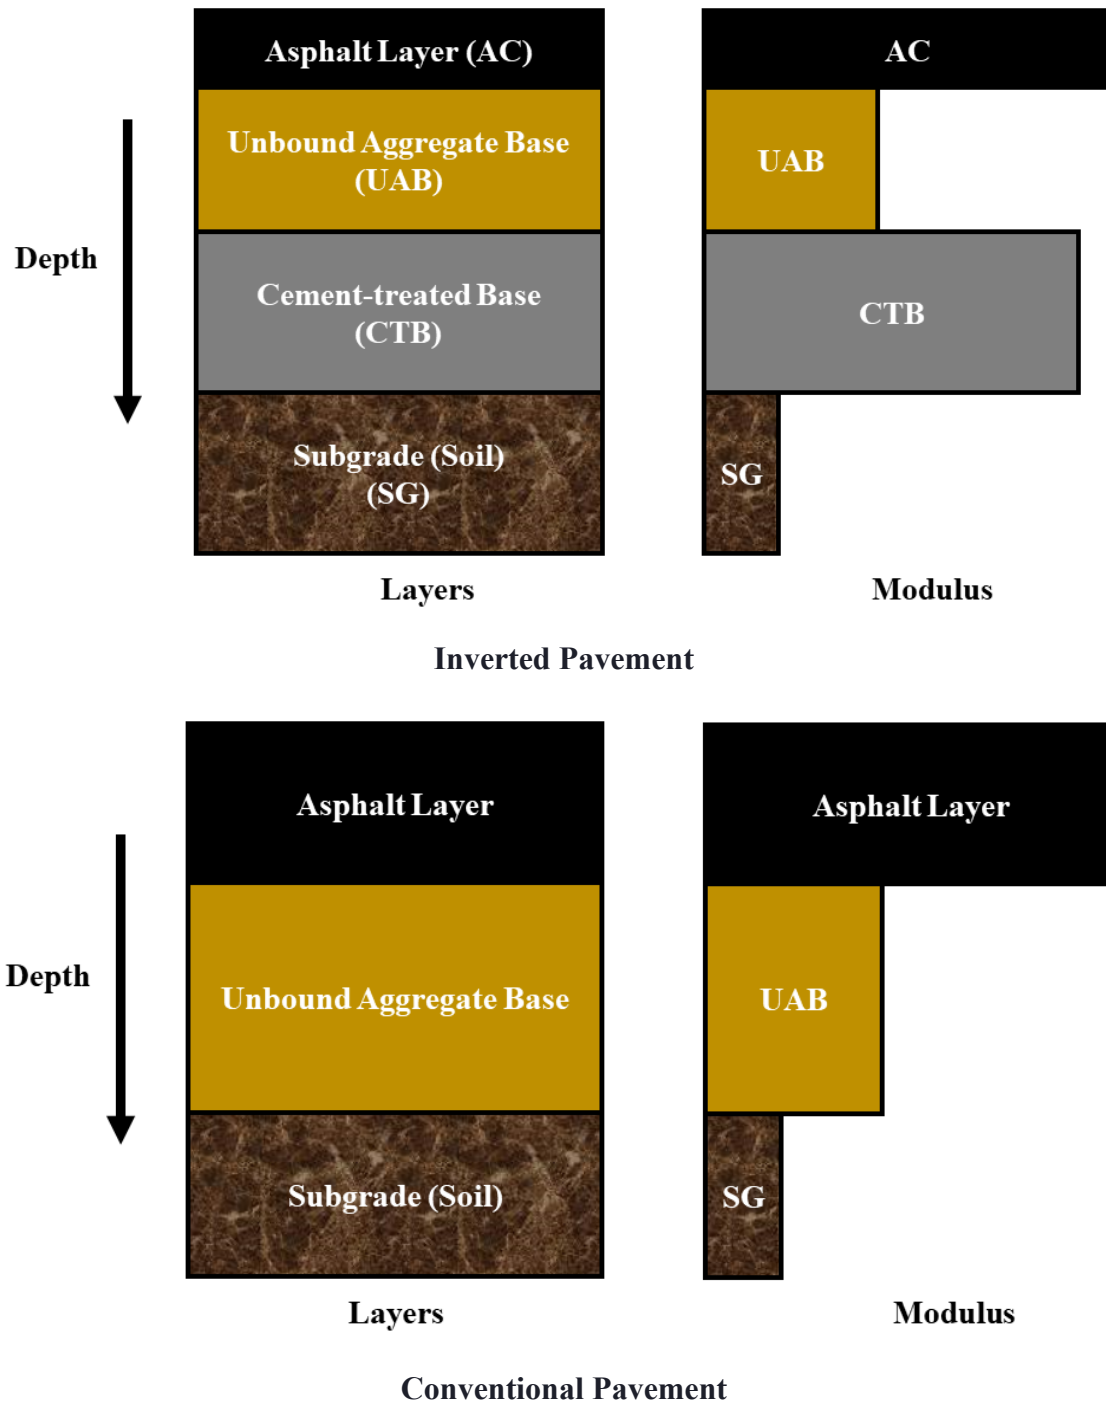 Asphalt Layer (AC)
AC
Unbound Aggregate Base
(UAB)
UAB
Depth
Cement-treated Base
(CTB)
CTB
Subgrade (Soil)
(SG)
SG
Layers
Modulus
Inverted Pavement
Asphalt Layer
Asphalt Layer
Depth
Unbound Aggregate Base
UAB
Subgrade (Soil)
SG
Layers
Modulus
Conventional Pavement